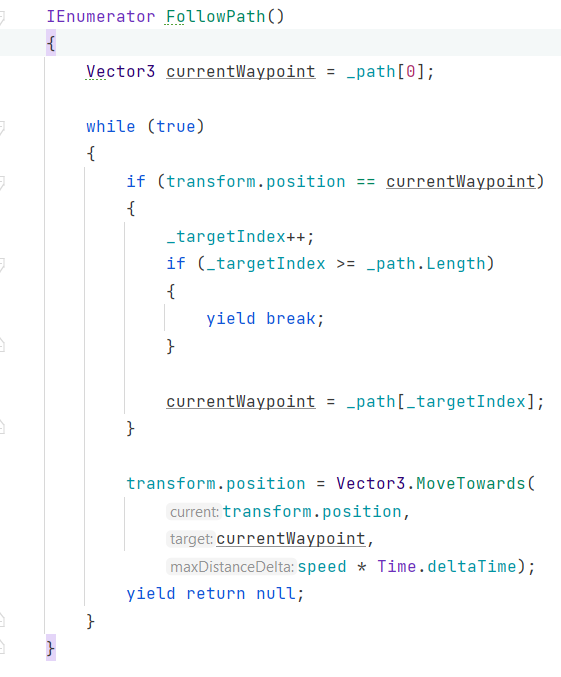 IEnumerator FollowPath()
{
Vector3 currentWaypoint = _path[0];
while (true)
{
if (transform.position == currentWaypoint)
{
_targetIndex++;
if (_targetIndex >= _path.Length)
{
yield break;
}
currentWaypoint = _path[_targetIndex];
}
transform.position = Vector3.MoveTowards(
current: transform.position,
target: currentWaypoint,
maxDistanceDelta: speed * Time.deltaTime);
yield return null;
}
}